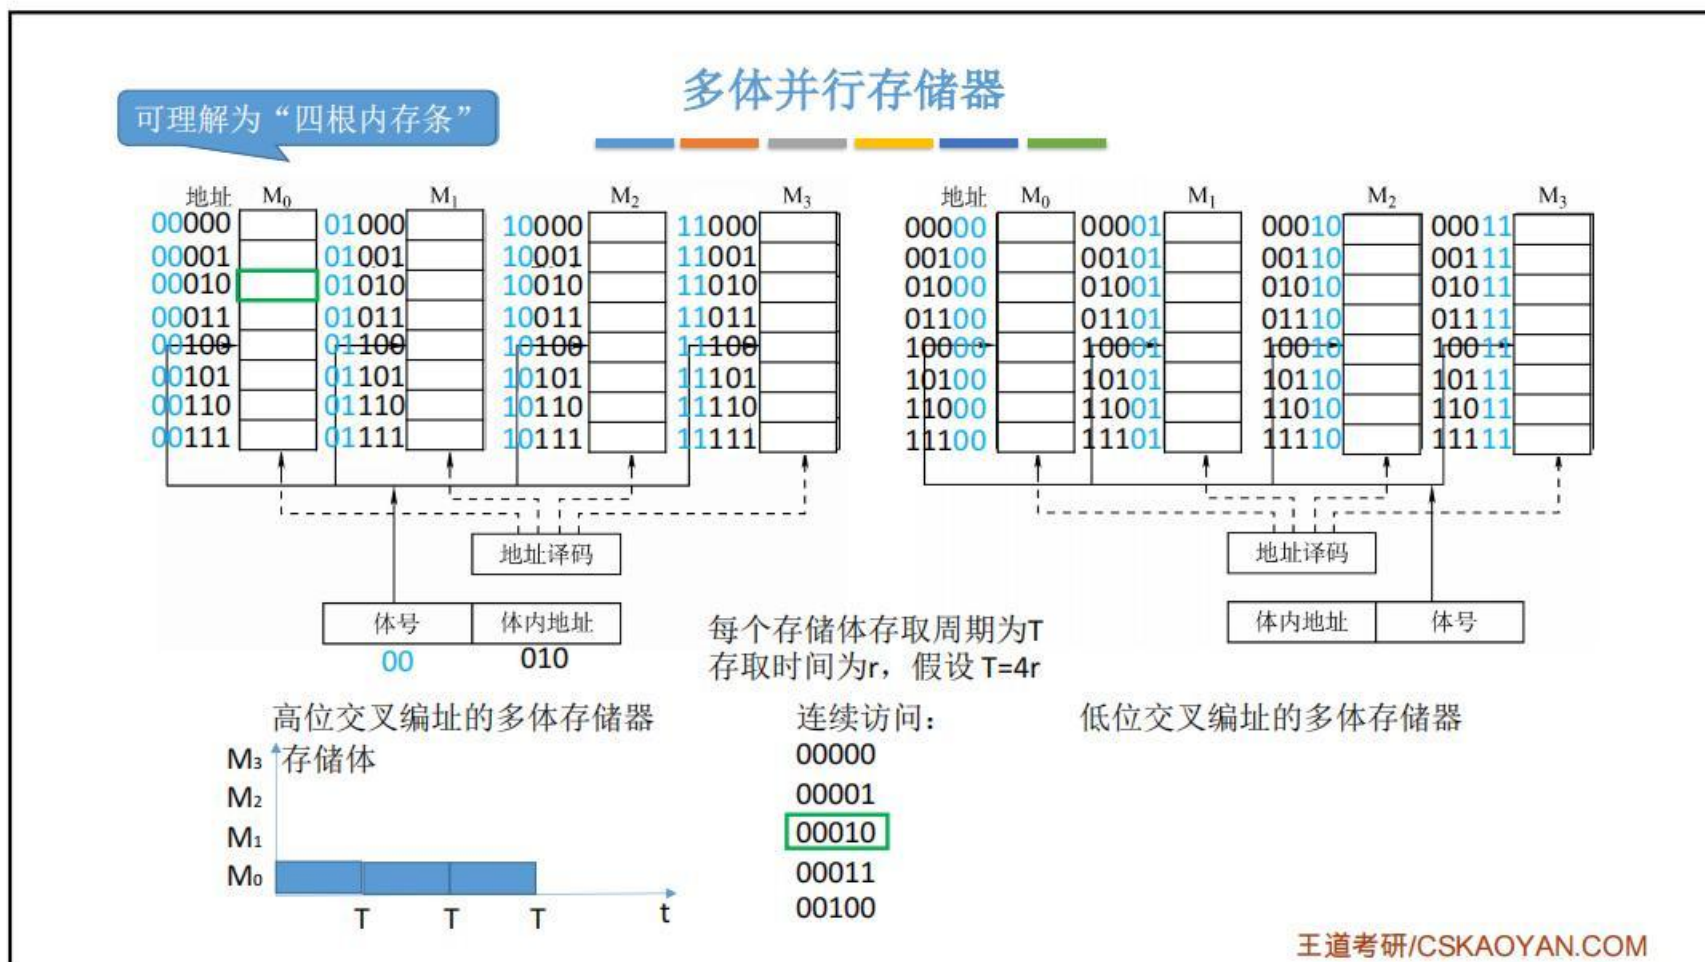 多体并行存储器
可理解为“四根内存条”
地址 M₀ M₁ M₂ M₃
00000 01000 10000 11000
00001 01001 10001 11001
00010 01010 10010 11010
00011 01011 10011 11011
00100 01100 10100 11100
00101 01101 10101 11101
00110 01110 10110 11110
00111 01111 10111 11111
地址译码
体号 体内地址
00 010
高位交叉编址的多体存储器
地址 M₀ M₁ M₂ M₃
00000 00001 00010 00011
00100 00101 00110 00111
01000 01001 01010 01011
01100 01101 01110 01111
10000 10001 10010 10011
10100 10101 10110 10111
11000 11001 11010 11011
11100 11101 11110 11111
地址译码
体内地址 体号
低位交叉编址的多体存储器
每个存储体存取周期为T
存取时间为r，假设 T=4r
连续访问：
00000
00001
00010
00011
00100
存储体
M₃
M₂
M₁
M₀
T T T t
王道考研/CSKAOYAN.COM